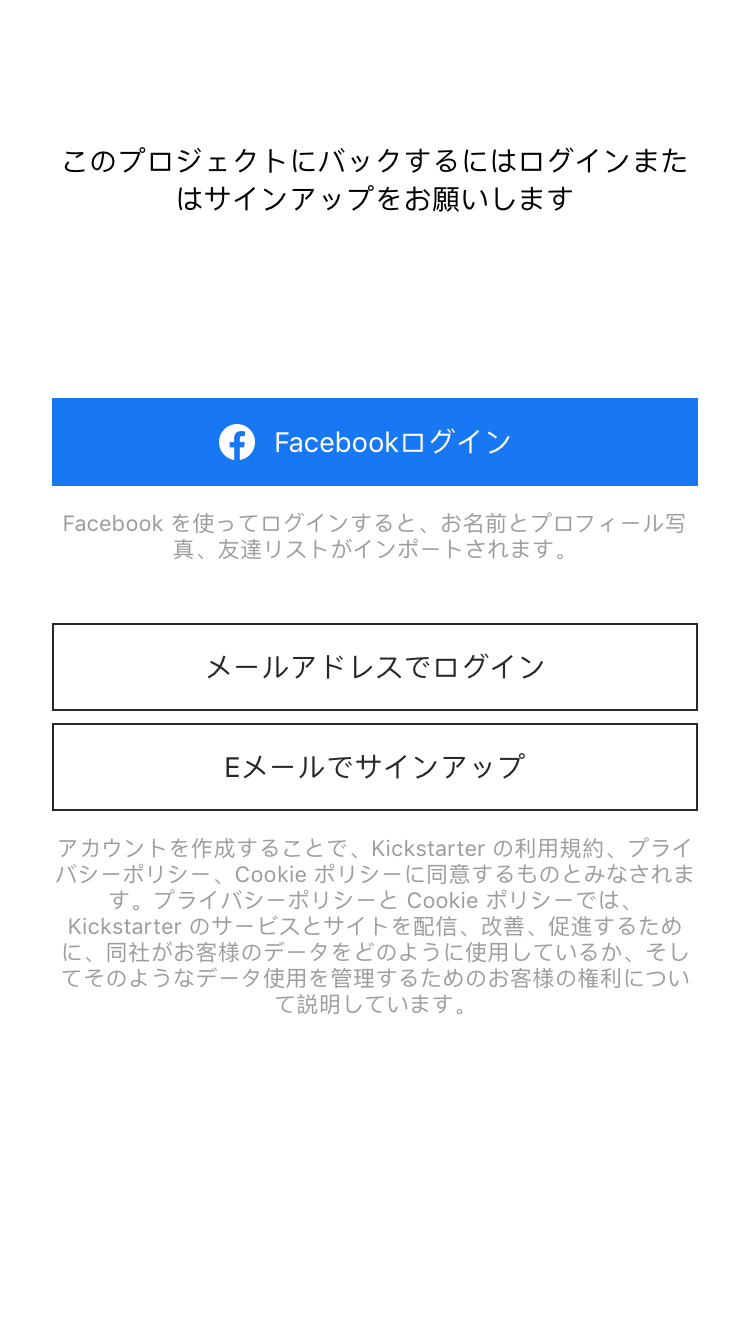 このプロジェクトにバックするにはログインまた
はサインアップをお願いします
Facebookログイン
Facebook を使ってログインすると、お名前とプロフィール写
真、友達リストがインポートされます。
メールアドレスでログイン
Eメールでサインアップ
アカウントを作成することで、Kickstarter の利用規約、プライ
バシーポリシー、Cookie ポリシーに同意するものとみなされま
す。プライバシーポリシーと Cookie ポリシーでは、
Kickstarter のサービスとサイトを配信、改善、促進するため
に、同社がお客様のデータをどのように使用しているか、そし
てそのようなデータ使用を管理するためのお客様の権利につい
て説明しています。